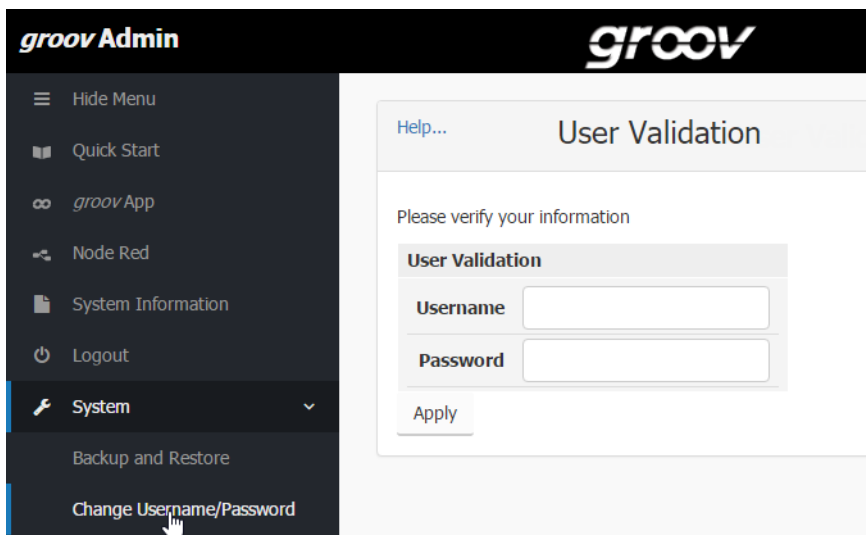 groov Admin
groov
Hide Menu
Quick Start
groov App
Node Red
System Information
Logout
System
Backup and Restore
Change Username/Password
Help...
User Validation
Please verify your information
User Validation
Username
Password
Apply